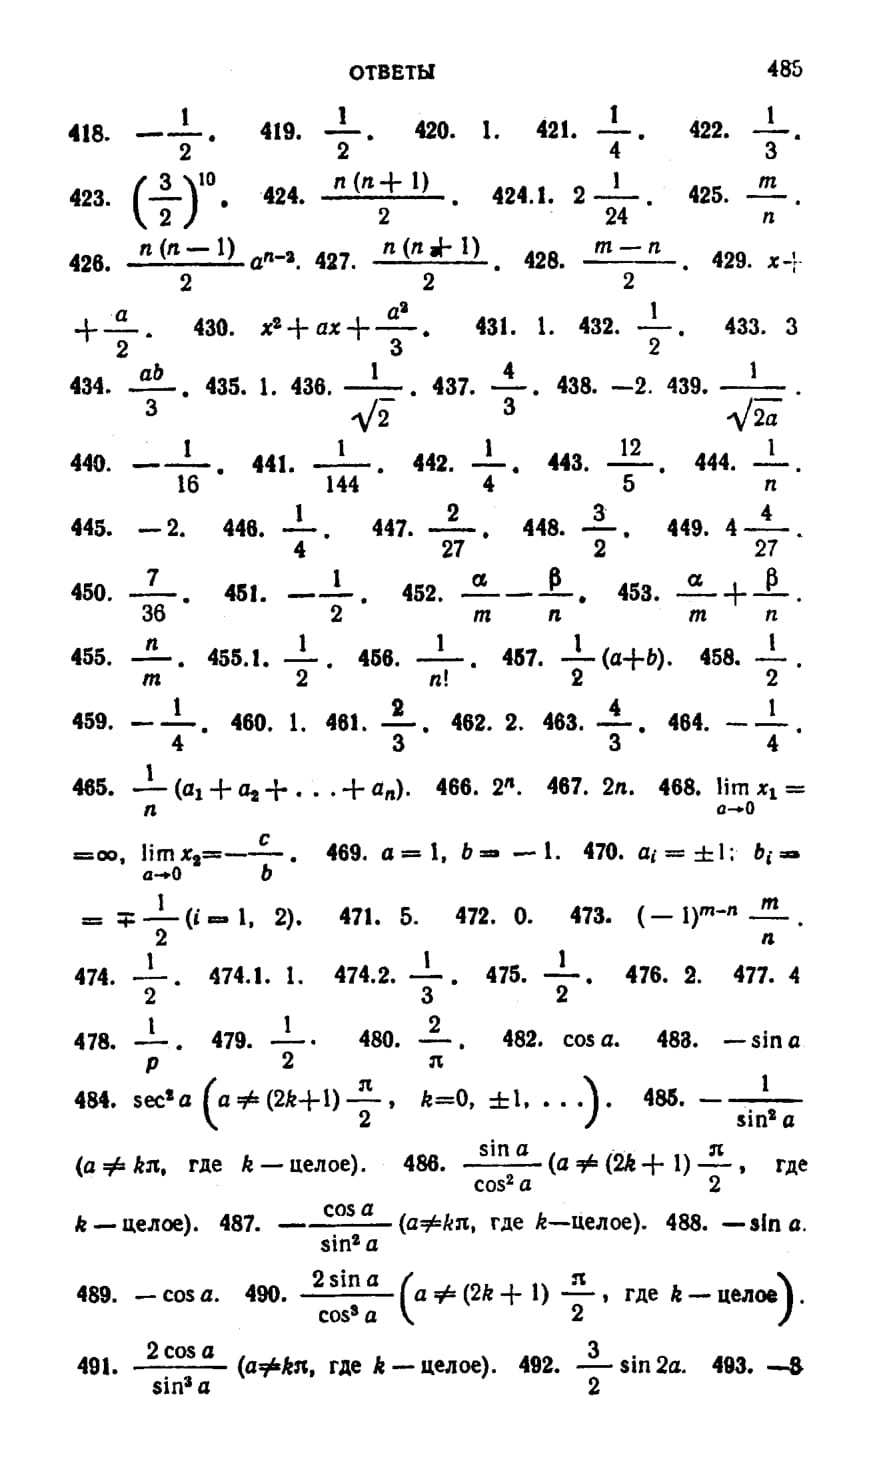 ОТВЕТЫ 485
418. $-\frac{1}{2}$. 419. $\frac{1}{2}$. 420. 1. 421. $\frac{1}{4}$. 422. $\frac{1}{3}$.
423. $\left(\frac{3}{2}\right)^{10}$. 424. $\frac{n(n+1)}{2}$. 424.1. $2\frac{1}{24}$. 425. $\frac{m}{n}$.
426. $\frac{n(n-1)}{2}a^{n-2}$. 427. $\frac{n(n+1)}{2}$. 428. $\frac{m-n}{2}$. 429. $x+$
$+\frac{a}{2}$. 430. $x^2+ax+\frac{a^2}{3}$. 431. 1. 432. $\frac{1}{2}$. 433. 3
434. $\frac{ab}{3}$. 435. 1. 436. $\frac{1}{\sqrt{2}}$. 437. $\frac{4}{3}$. 438. $-2$. 439. $\frac{1}{\sqrt{2a}}$.
440. $-\frac{1}{16}$. 441. $\frac{1}{144}$. 442. $\frac{1}{4}$. 443. $\frac{12}{5}$. 444. $\frac{1}{n}$.
445. $-2$. 446. $\frac{1}{4}$. 447. $\frac{2}{27}$. 448. $\frac{3}{2}$. 449. $4\frac{4}{27}$.
450. $\frac{7}{36}$. 451. $-\frac{1}{2}$. 452. $\frac{\alpha}{m}-\frac{\beta}{n}$. 453. $\frac{\alpha}{m}+\frac{\beta}{n}$.
455. $\frac{n}{m}$. 455.1. $\frac{1}{2}$. 456. $\frac{1}{n!}$. 457. $\frac{1}{2}(a+b)$. 458. $\frac{1}{2}$.
459. $-\frac{1}{4}$. 460. 1. 461. $\frac{2}{3}$. 462. 2. 463. $\frac{4}{3}$. 464. $-\frac{1}{4}$.
465. $\frac{1}{n}(a_1+a_2+...+a_n)$. 466. $2^n$. 467. $2n$. 468. $\lim_{a\to 0} x_1=$
$=\infty$, $\lim_{a\to 0} x_2=-\frac{c}{b}$. 469. $a=1$, $b=-1$. 470. $a_i=\pm 1$; $b_i=$
$=\mp\frac{1}{2}(i=1, 2)$. 471. 5. 472. 0. 473. $(-1)^{m-n}\frac{m}{n}$.
474. $\frac{1}{2}$. 474.1. 1. 474.2. $\frac{1}{3}$. 475. $\frac{1}{2}$. 476. 2. 477. 4
478. $\frac{1}{p}$. 479. $\frac{1}{2}$. 480. $\frac{2}{\pi}$. 482. $\cos a$. 483. $-\sin a$
484. $\sec^2 a \left(a\neq(2k+1)\frac{\pi}{2}, k=0, \pm 1, ...\right)$. 485. $-\frac{1}{\sin^2 a}$
$(a\neq k\pi$, где $k$ — целое). 486. $\frac{\sin a}{\cos^2 a}(a\neq(2k+1)\frac{\pi}{2}$, где
$k$ — целое). 487. $-\frac{\cos a}{\sin^2 a}(a\neq k\pi$, где $k$—целое). 488. $-\sin a$.
489. $-\cos a$. 490. $\frac{2\sin a}{\cos^3 a}\left(a\neq(2k+1)\frac{\pi}{2}\right.$, где $k$ — целое$\left.\right)$.
491. $\frac{2\cos a}{\sin^3 a}(a\neq k\pi$, где $k$ — целое). 492. $\frac{3}{2}\sin 2a$. 493. $-3$